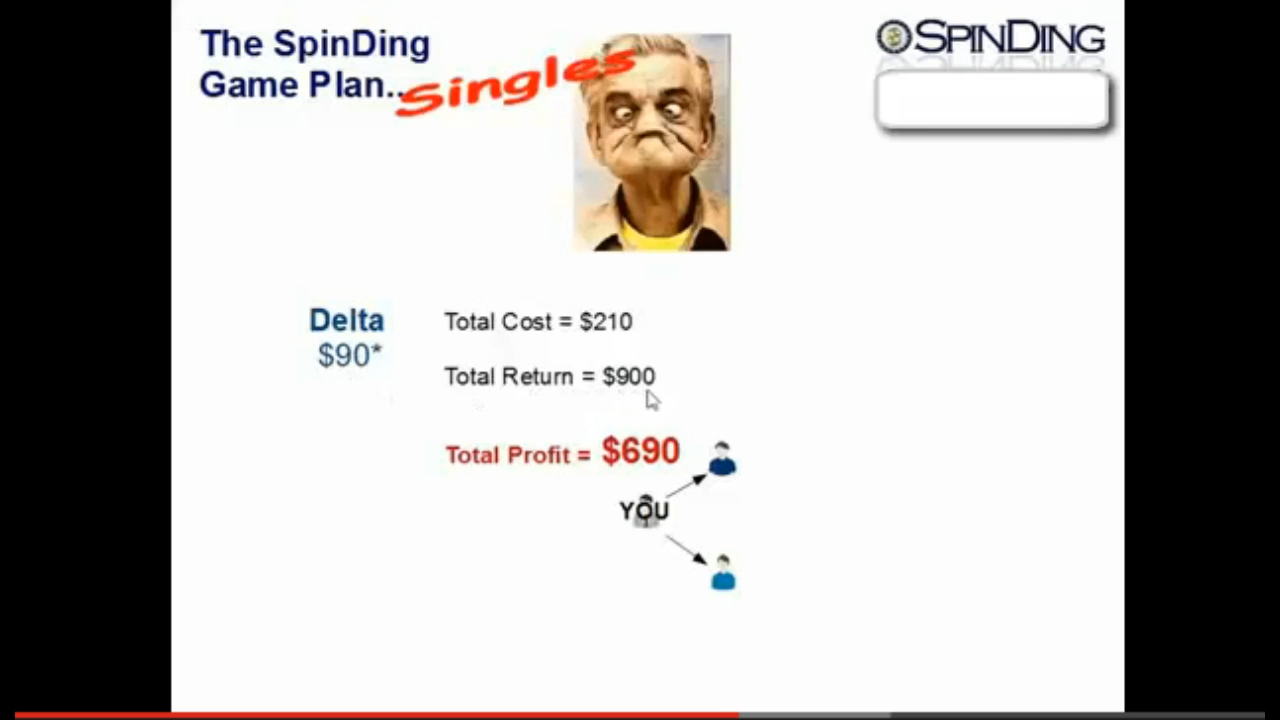 The SpinDing
Game Plan..
Singles
SPINDING
Delta
$90*
Total Cost = $210
Total Return = $900
Total Profit = $690
YOU